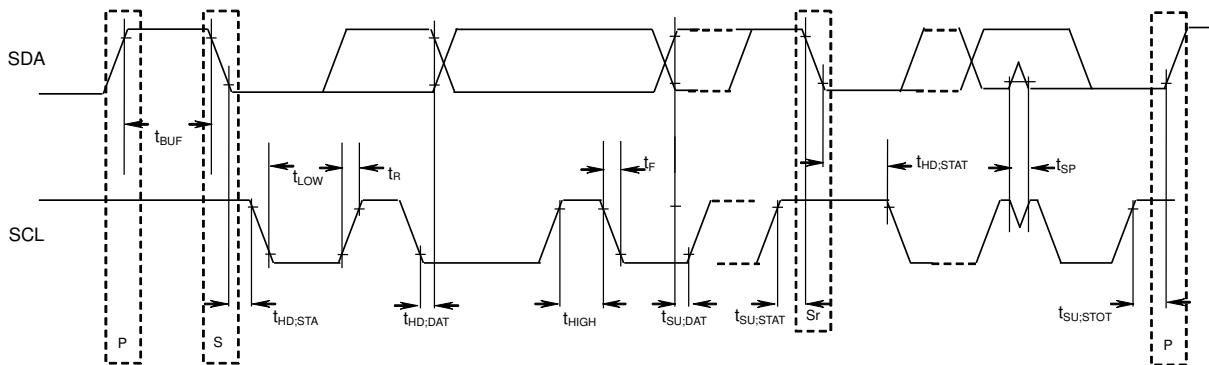 SDA
tBUF
tLOW
tR
tF
tHD;STAT
tSP
SCL
tHD;STA
tHD;DAT
tHIGH
tSU;DAT
tSU;STAT
Sr
tSU;STOT
P
S
P